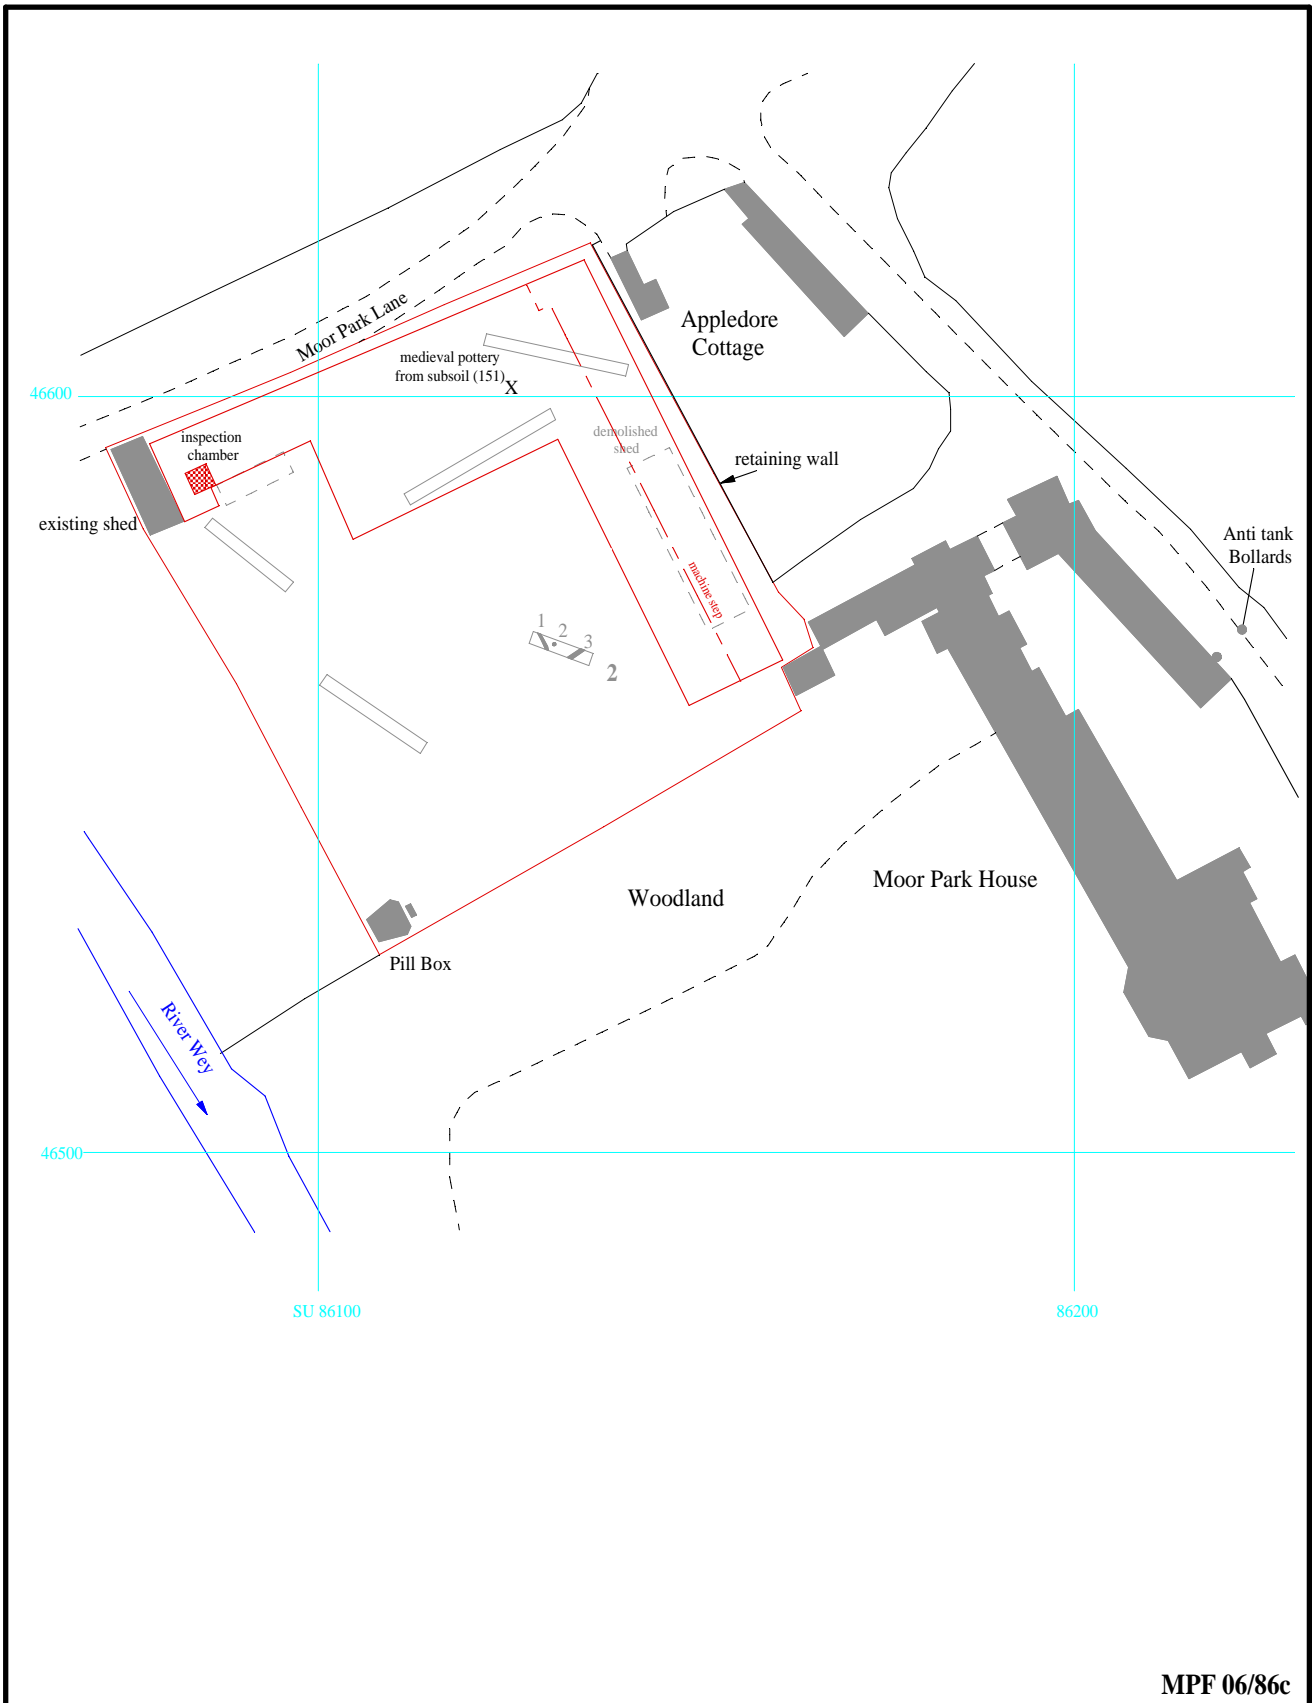 Moor Park Lane
Appledore
Cottage
medieval pottery
from subsoil (151)
X
46600
inspection
chamber
demolished
shed
retaining wall
existing shed
Anti tank
Bollards
machine step
1
2
3
2
Moor Park House
Woodland
Pill Box
River Wey
46500
SU 86100
86200
MPF 06/86c